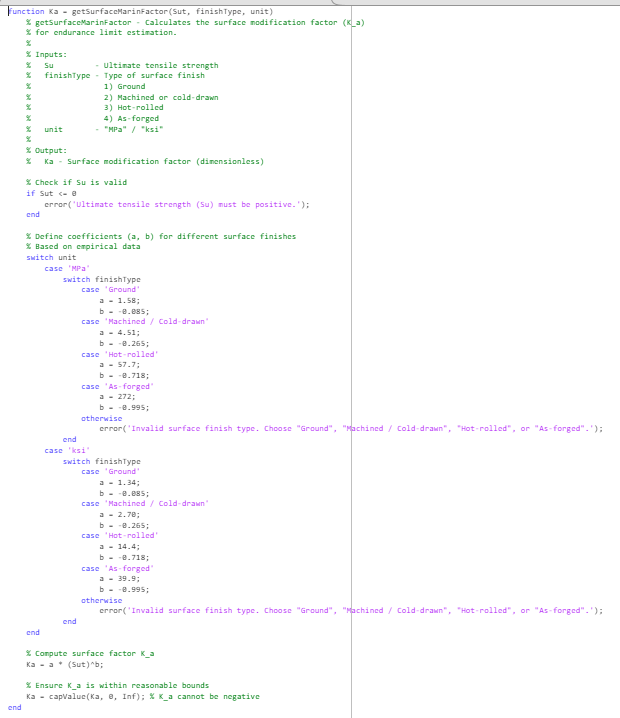 function Ka = getSurfaceMarinFactor(Sut, finishType, unit)
    % getSurfaceMarinFactor - Calculates the surface modification factor (K_a)
    % for endurance limit estimation.
    %
    % Inputs:
    %   Su         - Ultimate tensile strength
    %   finishType - Type of surface finish
    %                1) Ground
    %                2) Machined or cold-drawn
    %                3) Hot-rolled
    %                4) As-forged
    %   unit       - "MPa" / "ksi"
    %
    % Output:
    %   Ka - Surface modification factor (dimensionless)

    % Check if Su is valid
    if Sut <= 0
        error('Ultimate tensile strength (Su) must be positive.');
    end

    % Define coefficients (a, b) for different surface finishes
    % Based on empirical data
    switch unit
        case 'MPa'
            switch finishType
                case 'Ground'
                    a = 1.58;
                    b = -0.085;
                case 'Machined / Cold-drawn'
                    a = 4.51;
                    b = -0.265;
                case 'Hot-rolled'
                    a = 57.7;
                    b = -0.718;
                case 'As-forged'
                    a = 272;
                    b = -0.995;
                otherwise
                    error('Invalid surface finish type. Choose "Ground", "Machined / Cold-drawn", "Hot-rolled", or "As-forged".');
            end
        case 'ksi'
            switch finishType
                case 'Ground'
                    a = 1.34;
                    b = -0.085;
                case 'Machined / Cold-drawn'
                    a = 2.70;
                    b = -0.265;
                case 'Hot-rolled'
                    a = 14.4;
                    b = -0.718;
                case 'As-forged'
                    a = 39.9;
                    b = -0.995;
                otherwise
                    error('Invalid surface finish type. Choose "Ground", "Machined / Cold-drawn", "Hot-rolled", or "As-forged".');
            end
    end

    % Compute surface factor K_a
    Ka = a * (Sut)^b;

    % Ensure K_a is within reasonable bounds
    Ka = capValue(Ka, 0, Inf); % K_a cannot be negative
end